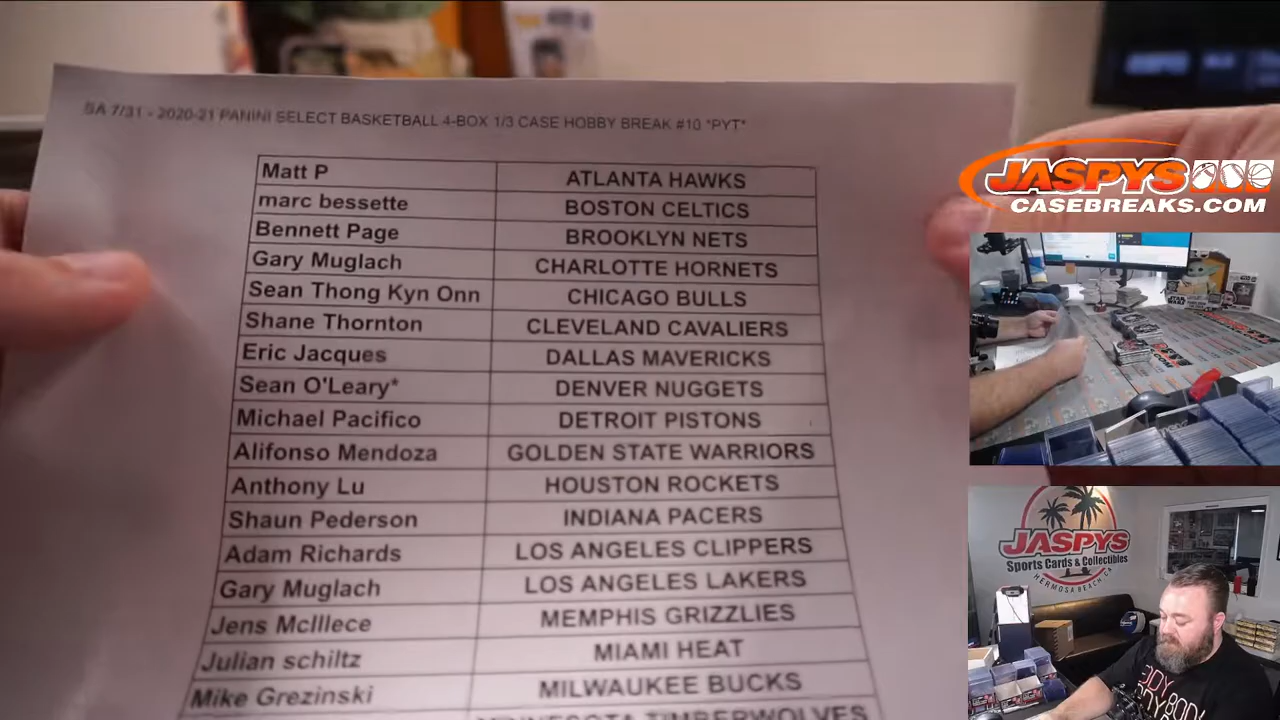 SA 7/31 - 2020-21 PANINI SELECT BASKETBALL 4-BOX 1/3 CASE HOBBY BREAK #10 *PYT*
Matt P ATLANTA HAWKS
marc bessette BOSTON CELTICS
Bennett Page BROOKLYN NETS
Gary Muglach CHARLOTTE HORNETS
Sean Thong Kyn Onn CHICAGO BULLS
Shane Thornton CLEVELAND CAVALIERS
Eric Jacques DALLAS MAVERICKS
Sean O'Leary* DENVER NUGGETS
Michael Pacifico DETROIT PISTONS
Alifonso Mendoza GOLDEN STATE WARRIORS
Anthony Lu HOUSTON ROCKETS
Shaun Pederson INDIANA PACERS
Adam Richards LOS ANGELES CLIPPERS
Gary Muglach LOS ANGELES LAKERS
Jens McIllece MEMPHIS GRIZZLIES
Julian schiltz MIAMI HEAT
Mike Grezinski MILWAUKEE BUCKS
MINNESOTA TIMBERWOLVES
JASPYS
CASEBREAKS.COM
JASPYS
Sports Cards & Collectibles
HERMOSA BEACH CA